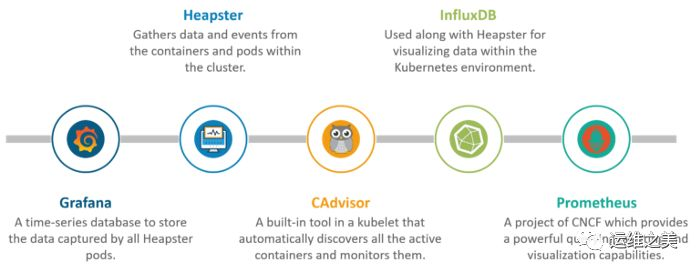 Heapster
Gathers data and events from
the containers and pods within
the cluster.
InfluxDB
Used along with Heapster for
visualizing data within the
Kubernetes environment.
Grafana
A time-series database to store
the data captured by all Heapster
pods.
CAdvisor
A built-in tool in a kubelet that
automatically discovers all the active
containers and monitors them.
Prometheus
A project of CNCF which provides
a powerful
visualization capabilities.
运维之美